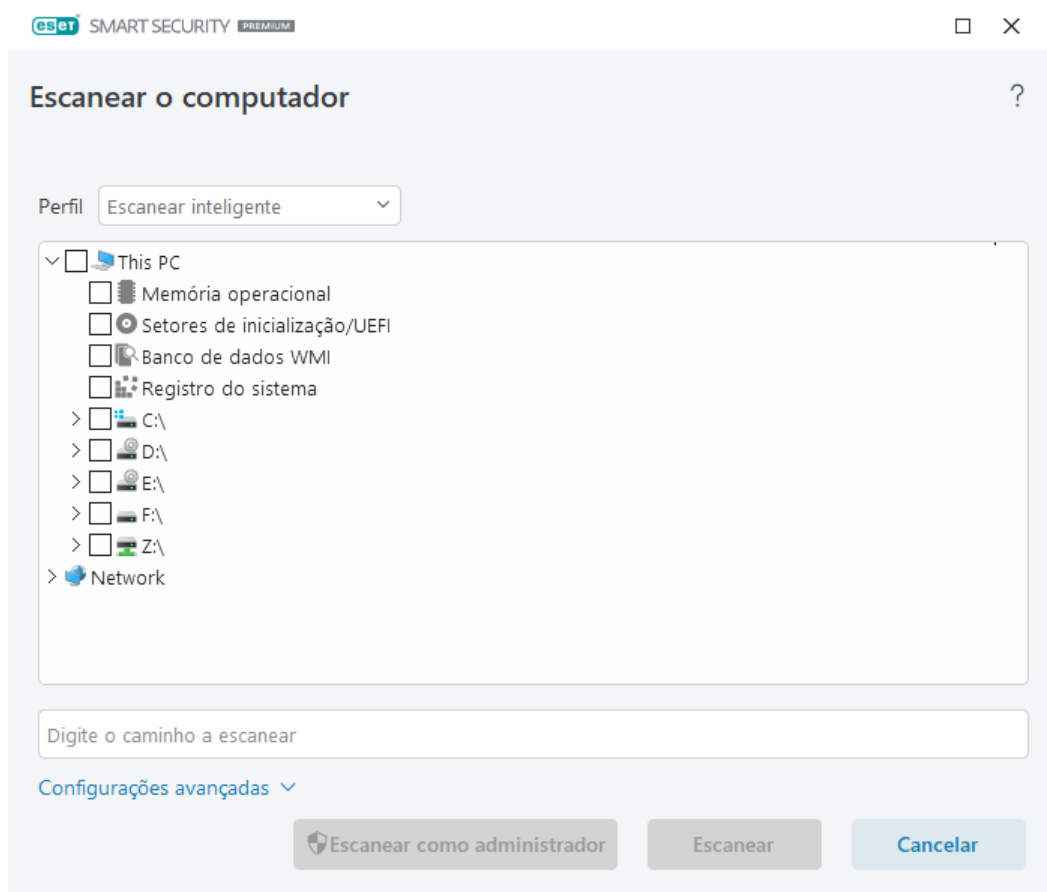 eset SMART SECURITY PREMIUM
Escanear o computador
?
Perfil Escanear inteligente
This PC
Memória operacional
Setores de inicialização/UEFI
Banco de dados WMI
Registro do sistema
C:\
D:\
E:\
F:\
Z:\
Network
Digite o caminho a escanear
Configurações avançadas
Escanear como administrador Escanear Cancelar